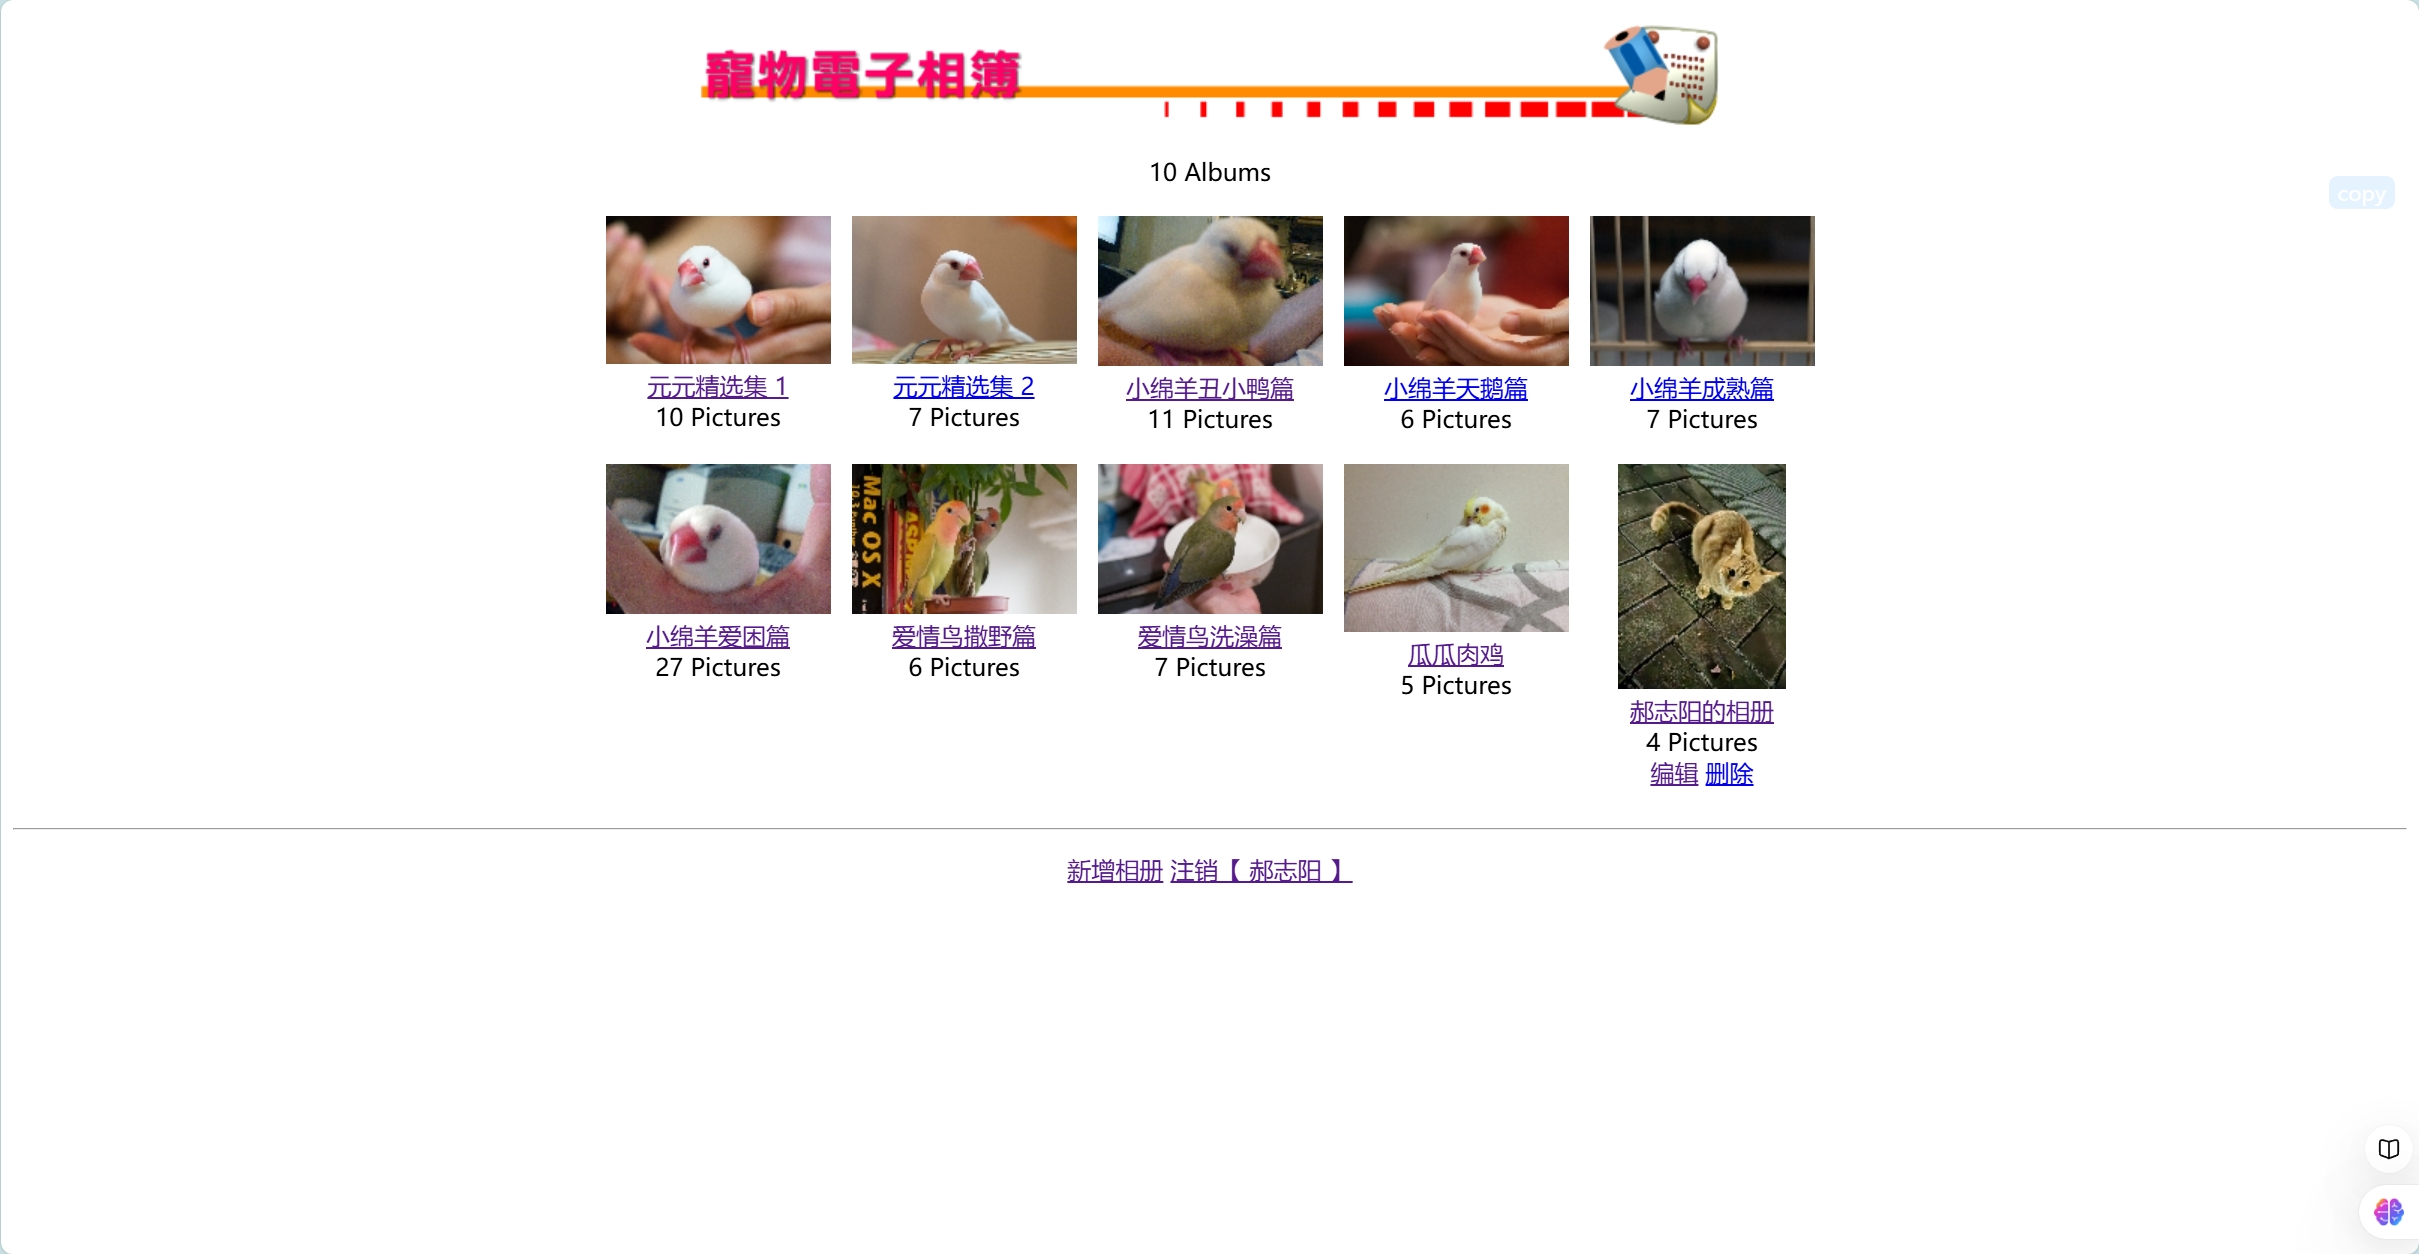 寵物電子相簿
10 Albums
copy
元元精选集 1
10 Pictures
元元精选集 2
7 Pictures
小绵羊丑小鸭篇
11 Pictures
小绵羊天鹅篇
6 Pictures
小绵羊成熟篇
7 Pictures
Mac OS X
小绵羊爱困篇
27 Pictures
爱情鸟撒野篇
6 Pictures
爱情鸟洗澡篇
7 Pictures
瓜瓜肉鸡
5 Pictures
郝志阳的相册
4 Pictures
编辑 删除
新增相册 注销【 郝志阳 】